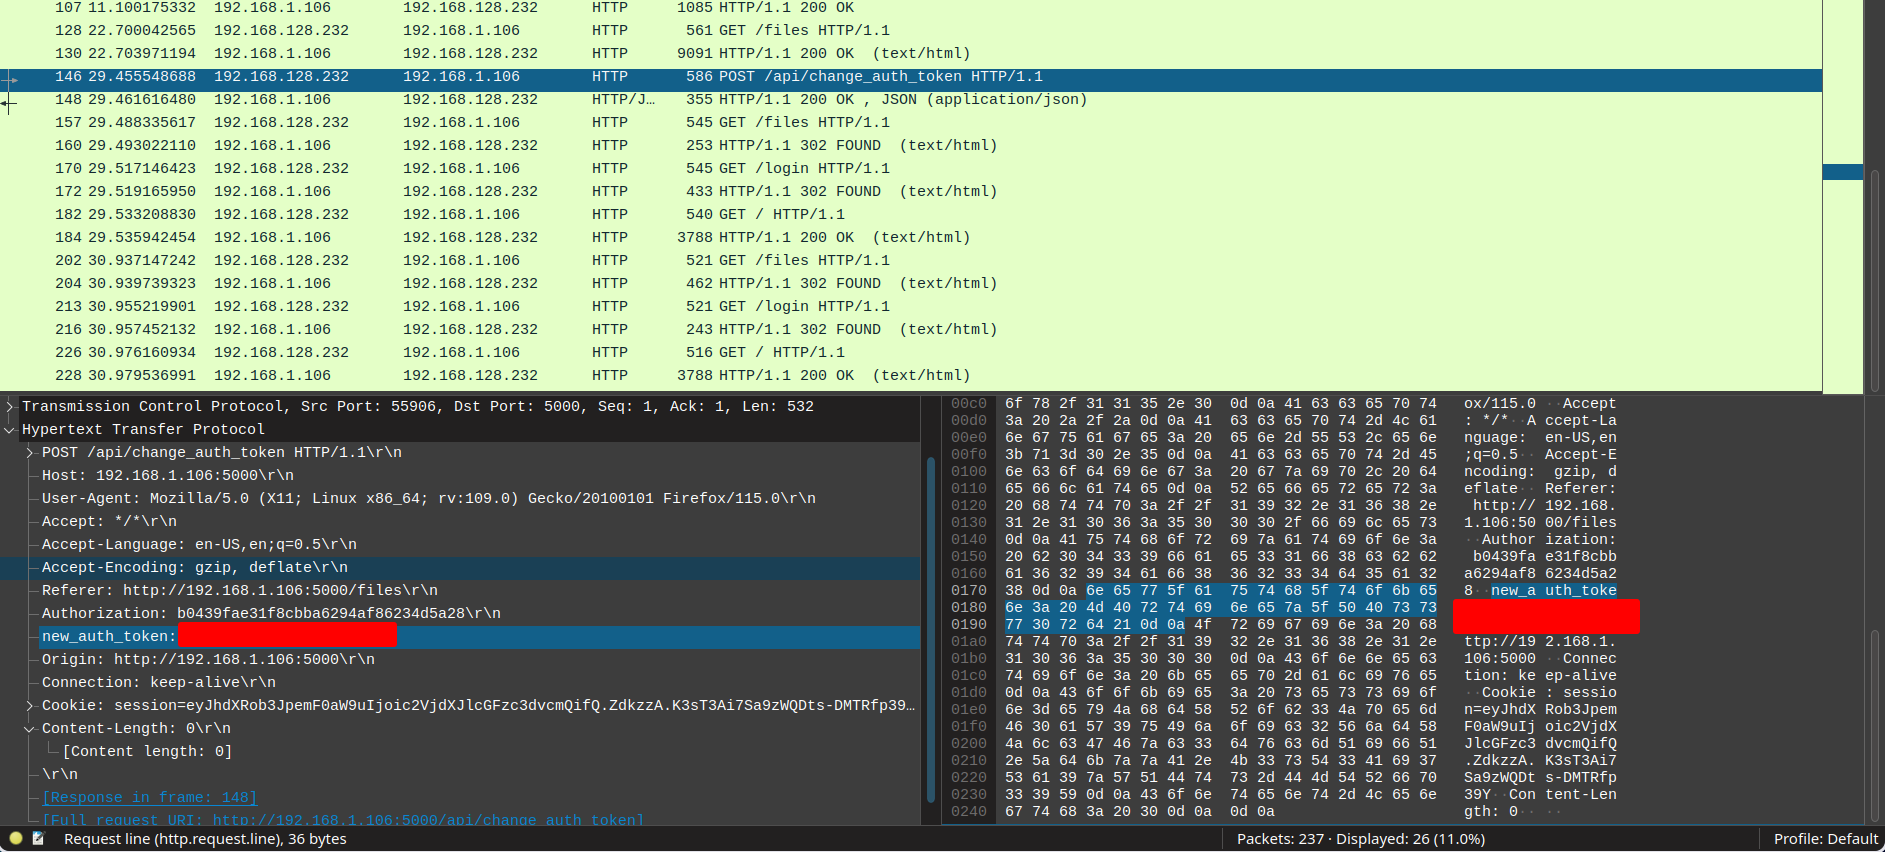 107 11.100175332 192.168.1.106 192.168.128.232 HTTP 1085 HTTP/1.1 200 OK
128 22.700042565 192.168.128.232 192.168.1.106 HTTP 561 GET /files HTTP/1.1
130 22.703971194 192.168.1.106 192.168.128.232 HTTP 9091 HTTP/1.1 200 OK (text/html)
146 29.455548688 192.168.128.232 192.168.1.106 HTTP 586 POST /api/change_auth_token HTTP/1.1
148 29.461616480 192.168.1.106 192.168.128.232 HTTP/J… 355 HTTP/1.1 200 OK , JSON (application/json)
157 29.488335617 192.168.128.232 192.168.1.106 HTTP 545 GET /files HTTP/1.1
160 29.493022110 192.168.1.106 192.168.128.232 HTTP 253 HTTP/1.1 302 FOUND (text/html)
170 29.517146423 192.168.128.232 192.168.1.106 HTTP 545 GET /login HTTP/1.1
172 29.519165950 192.168.1.106 192.168.128.232 HTTP 433 HTTP/1.1 302 FOUND (text/html)
182 29.533208830 192.168.128.232 192.168.1.106 HTTP 540 GET / HTTP/1.1
184 29.535942454 192.168.1.106 192.168.128.232 HTTP 3788 HTTP/1.1 200 OK (text/html)
202 30.937147242 192.168.128.232 192.168.1.106 HTTP 521 GET /files HTTP/1.1
204 30.939739323 192.168.1.106 192.168.128.232 HTTP 462 HTTP/1.1 302 FOUND (text/html)
213 30.955219901 192.168.128.232 192.168.1.106 HTTP 521 GET /login HTTP/1.1
216 30.957452132 192.168.1.106 192.168.128.232 HTTP 243 HTTP/1.1 302 FOUND (text/html)
226 30.976160934 192.168.128.232 192.168.1.106 HTTP 516 GET / HTTP/1.1
228 30.979536991 192.168.1.106 192.168.128.232 HTTP 3788 HTTP/1.1 200 OK (text/html)
Transmission Control Protocol, Src Port: 55906, Dst Port: 5000, Seq: 1, Ack: 1, Len: 532
Hypertext Transfer Protocol
POST /api/change_auth_token HTTP/1.1\r\n
Host: 192.168.1.106:5000\r\n
User-Agent: Mozilla/5.0 (X11; Linux x86_64; rv:109.0) Gecko/20100101 Firefox/115.0\r\n
Accept: */*\r\n
Accept-Language: en-US,en;q=0.5\r\n
Accept-Encoding: gzip, deflate\r\n
Referer: http://192.168.1.106:5000/files\r\n
Authorization: b0439fae31f8cbba6294af86234d5a28\r\n
new_auth_token:
Origin: http://192.168.1.106:5000\r\n
Connection: keep-alive\r\n
Cookie: session=eyJhdXRob3JpemF0aW9uIjoic2VjdXJlcGFzc3dvcmQifQ.ZdkzzA.K3sT3Ai7Sa9zWQDts-DMTRfp39…
Content-Length: 0\r\n
[Content length: 0]
\r\n
[Response in frame: 148]
[Full request URI: http://192.168.1.106:5000/api/change_auth_token]
00c0 6f 78 2f 31 31 35 2e 30 0d 0a 41 63 63 65 70 74 ox/115.0··Accept
00d0 3a 20 2a 2f 2a 0d 0a 41 63 63 65 70 74 2d 4c 61 : */*··A ccept-La
00e0 6e 67 75 61 67 65 3a 20 65 6e 2d 55 53 2c 65 6e nguage: en-US,en
00f0 3b 71 3d 30 2e 35 0d 0a 41 63 63 65 70 74 2d 45 ;q=0.5·· Accept-E
0100 6e 63 6f 64 69 6e 67 3a 20 67 7a 69 70 2c 20 64 ncoding: gzip, d
0110 65 66 6c 61 74 65 0d 0a 52 65 66 65 72 65 72 3a eflate·· Referer:
0120 20 68 74 74 70 3a 2f 2f 31 39 32 2e 31 36 38 2e http:// 192.168.
0130 31 2e 31 30 36 3a 35 30 30 30 2f 66 69 6c 65 73 1.106:50 00/files
0140 0d 0a 41 75 74 68 6f 72 69 7a 61 74 69 6f 6e 3a ··Author ization:
0150 20 62 30 34 33 39 66 61 65 33 31 66 38 63 62 62 b0439fa e31f8cbb
0160 61 36 32 39 34 61 66 38 36 32 33 34 64 35 61 32 a6294af8 6234d5a2
0170 38 0d 0a 6e 65 77 5f 61 75 74 68 5f 74 6f 6b 65 8··new_a uth_toke
0180 6e 3a 20 4d 40 72 74 69 6e 65 7a 5f 50 40 73 73
0190 77 30 72 64 21 0d 0a 4f 72 69 67 69 6e 3a 20 68
01a0 74 74 70 3a 2f 2f 31 39 32 2e 31 36 38 2e 31 2e ttp://19 2.168.1.
01b0 31 30 36 3a 35 30 30 30 0d 0a 43 6f 6e 6e 65 63 106:5000 ··Connec
01c0 74 69 6f 6e 3a 20 6b 65 65 70 2d 61 6c 69 76 65 tion: ke ep-alive
01d0 0d 0a 43 6f 6f 6b 69 65 3a 20 73 65 73 73 69 6f ··Cookie : sessio
01e0 6e 3d 65 79 4a 68 64 58 52 6f 62 33 4a 70 65 6d n=eyJhdX Rob3Jpem
01f0 46 30 61 57 39 75 49 6a 6f 69 63 32 56 6a 64 58 F0aW9uIj oic2VjdX
0200 4a 6c 63 47 46 7a 63 33 64 76 63 6d 51 69 66 51 JlcGFzc3 dvcmQifQ
0210 2e 5a 64 6b 7a 7a 41 2e 4b 33 73 54 33 41 69 37 .ZdkzzA. K3sT3Ai7
0220 53 61 39 7a 57 51 44 74 73 2d 44 4d 54 52 66 70 Sa9zWQDt s-DMTRfp
0230 33 39 59 0d 0a 43 6f 6e 74 65 6e 74 2d 4c 65 6e 39Y··Con tent-Len
0240 67 74 68 3a 20 30 0d 0a 0d 0a gth: 0·· ··
Request line (http.request.line), 36 bytes
Packets: 237 · Displayed: 26 (11.0%)
Profile: Default